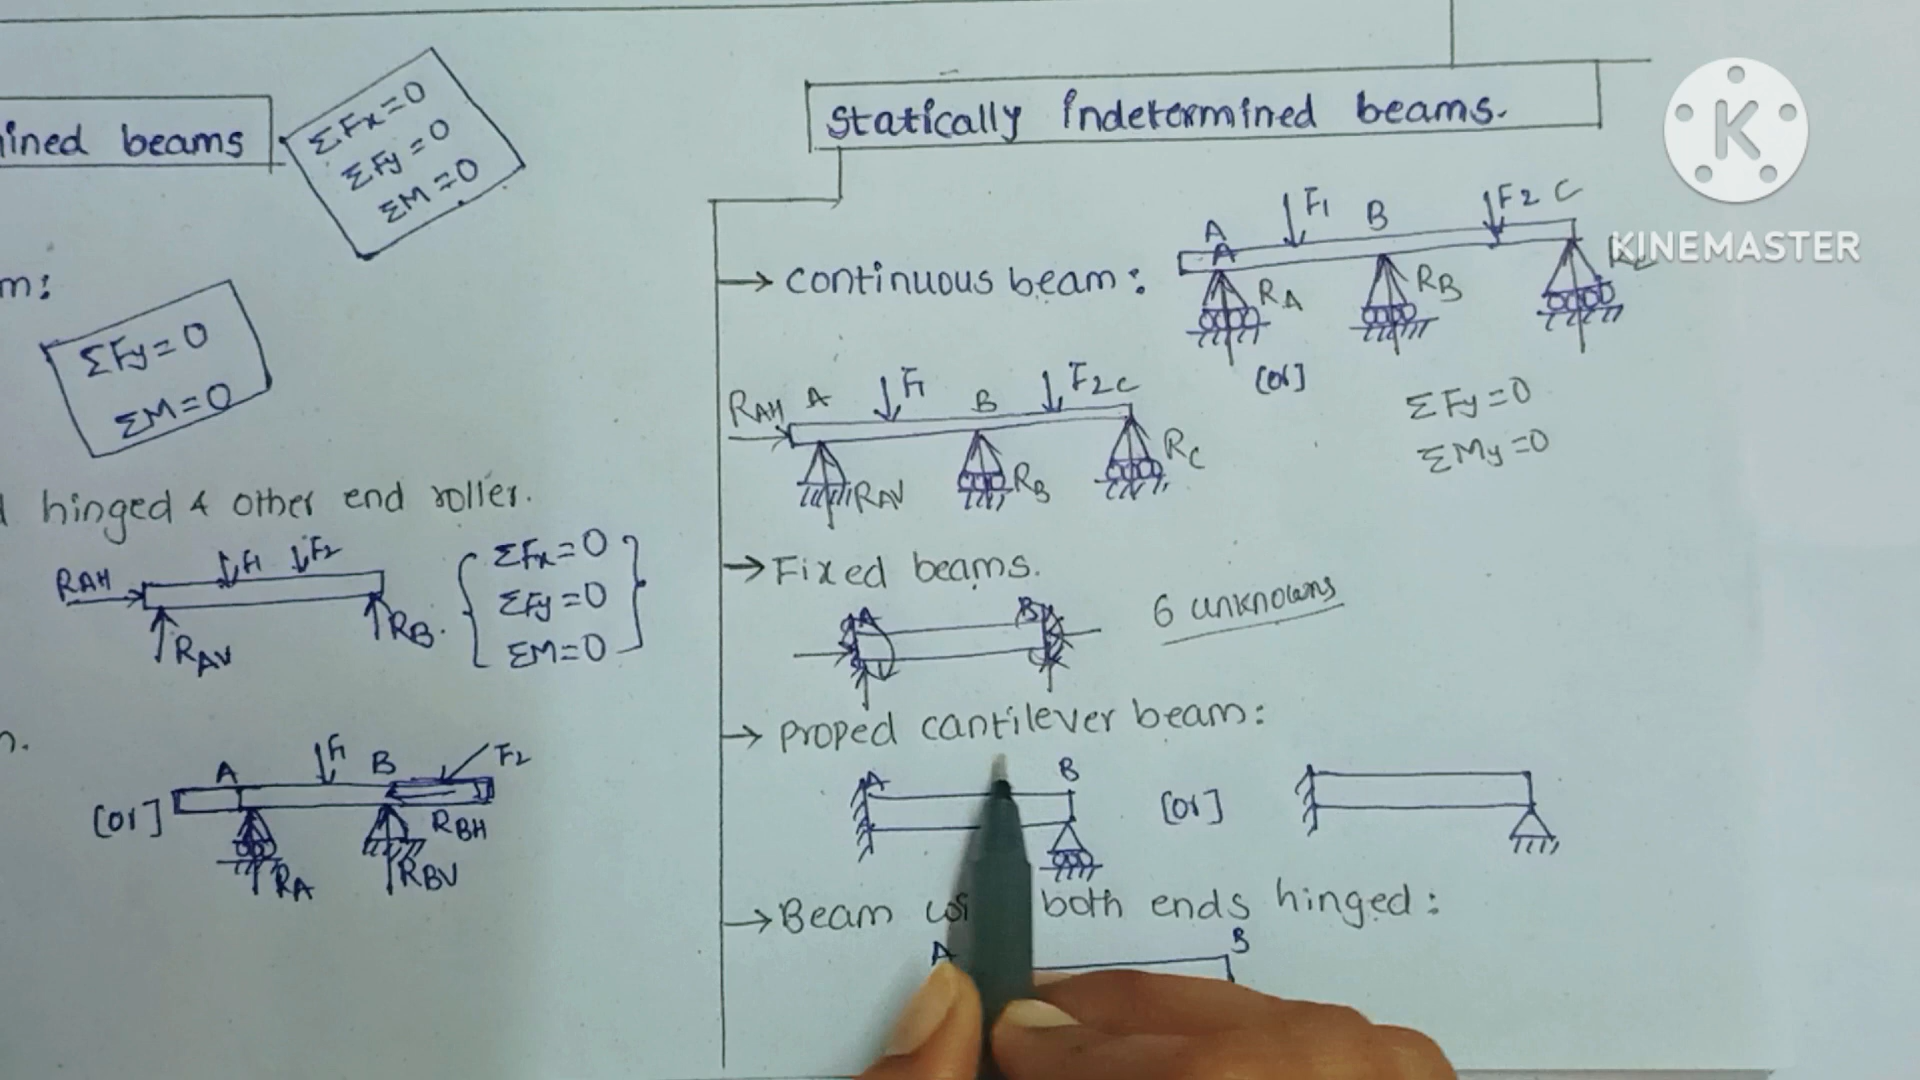 ined beams
ΣFx=0
ΣFy=0
ΣM=0
m:
ΣFy=0
ΣM=0
hinged & other end roller.
RAH
F1
F2
RAV
RB.
ΣFx=0
ΣFy=0
ΣM=0
n.
[or]
A
F1
B
F2
RA
RBV
RBH
Statically indetermined beams.
→ continuous beam:
A
A
F1
B
F2
C
RA
RB
[or]
ΣFy=0
ΣMy=0
RAH
A
F1
B
F2
C
RAV
RB
RC
→ Fixed beams.
A
B
6 unknowns
→ Proped cantilever beam:
A
B
[or]
→ Beam both ends hinged:
A
B
K
KINEMASTER